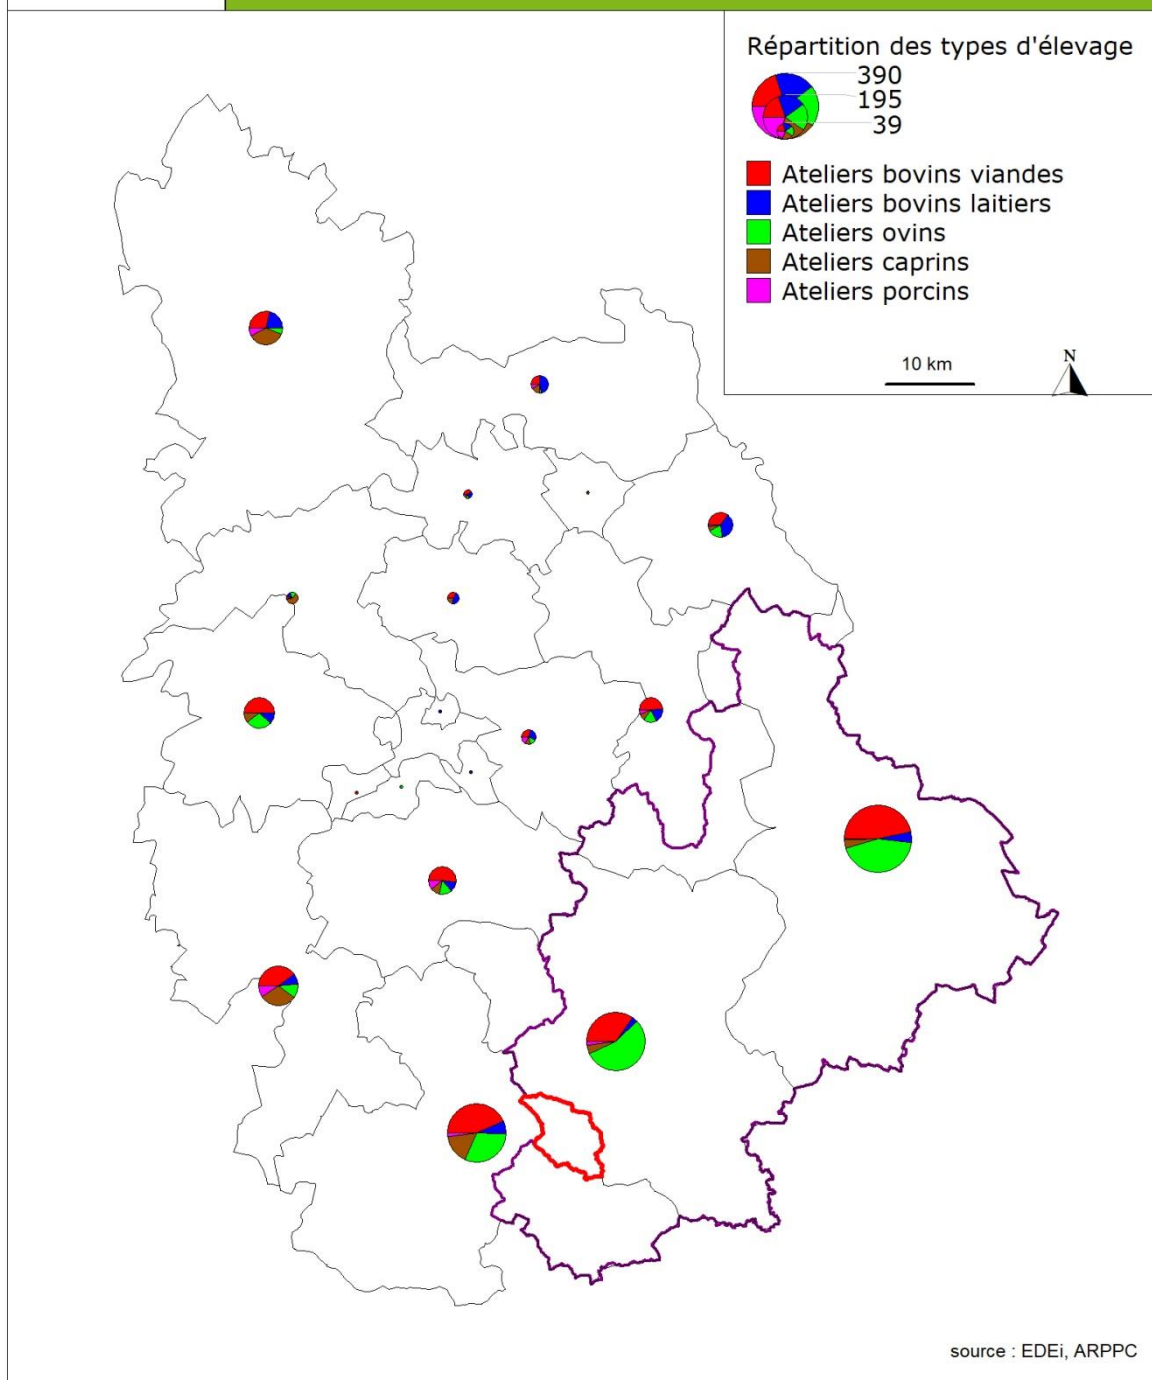 Répartition des types d'élevage
390
195
39
Ateliers bovins viandes
Ateliers bovins laitiers
Ateliers ovins
Ateliers caprins
Ateliers porcins
10 km
N
source : EDEi, ARPPC